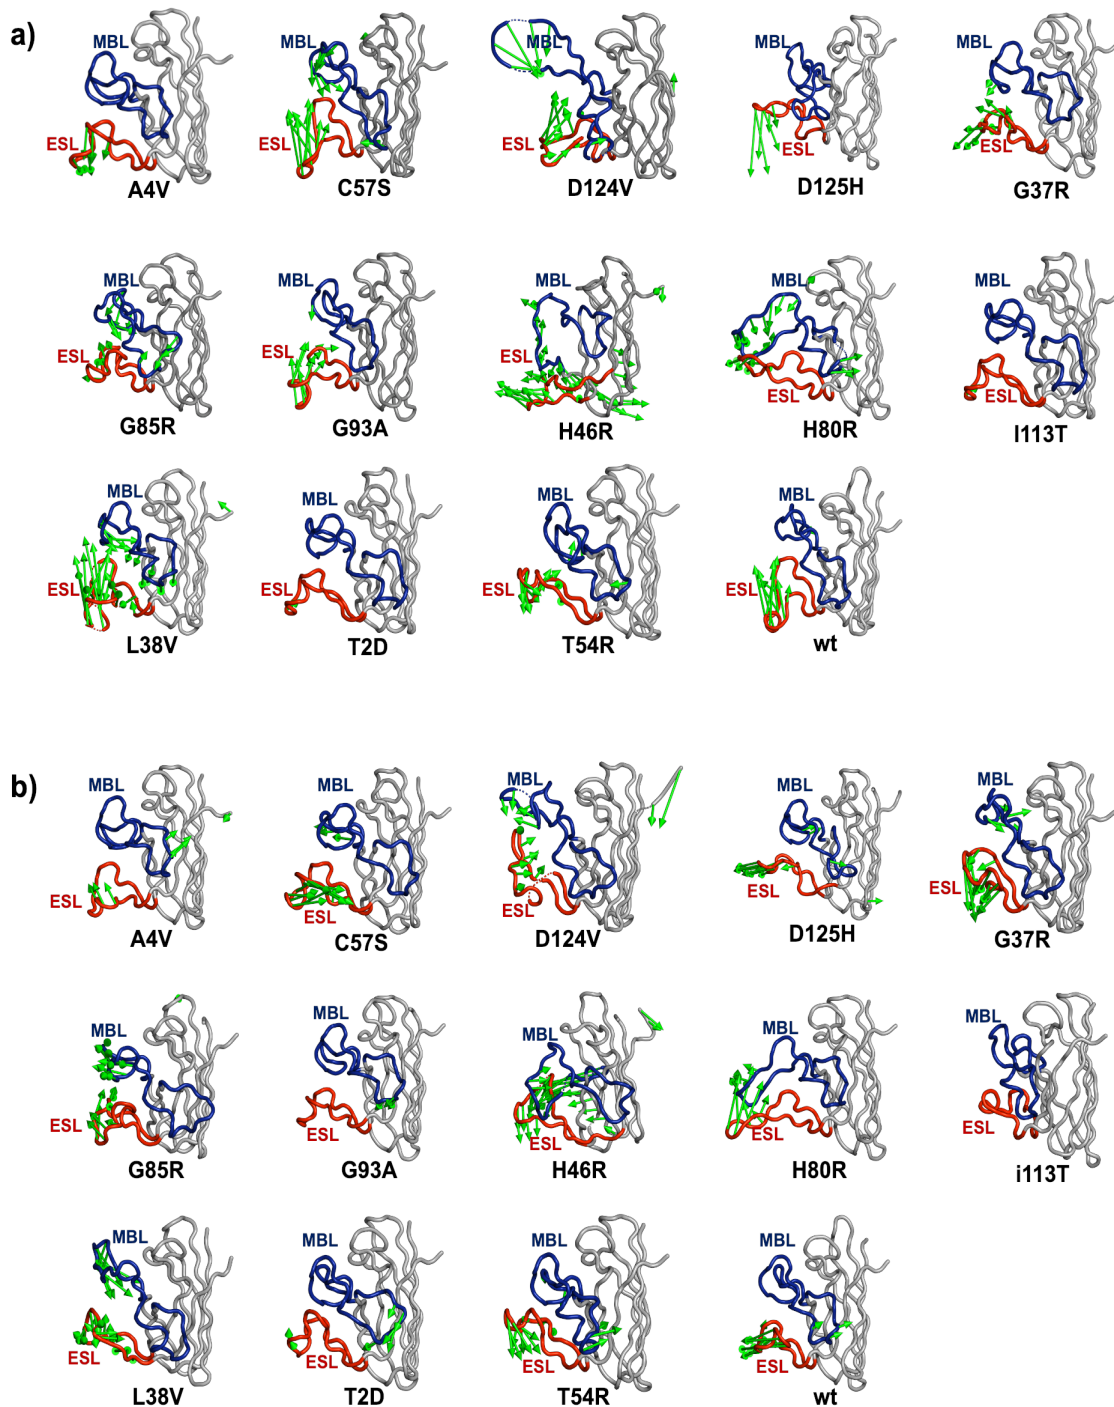 a)
MBL
ESL
A4V
MBL
ESL
C57S
MBL
ESL
D124V
MBL
ESL
D125H
MBL
ESL
G37R
MBL
ESL
G85R
MBL
ESL
G93A
MBL
ESL
H46R
MBL
ESL
H80R
MBL
ESL
I113T
MBL
ESL
L38V
MBL
ESL
T2D
MBL
ESL
T54R
MBL
ESL
wt
b)
MBL
ESL
A4V
MBL
ESL
C57S
MBL
ESL
D124V
MBL
ESL
D125H
MBL
ESL
G37R
MBL
ESL
G85R
MBL
ESL
G93A
MBL
ESL
H46R
MBL
ESL
H80R
MBL
ESL
i113T
MBL
ESL
L38V
MBL
ESL
T2D
MBL
ESL
T54R
MBL
ESL
wt